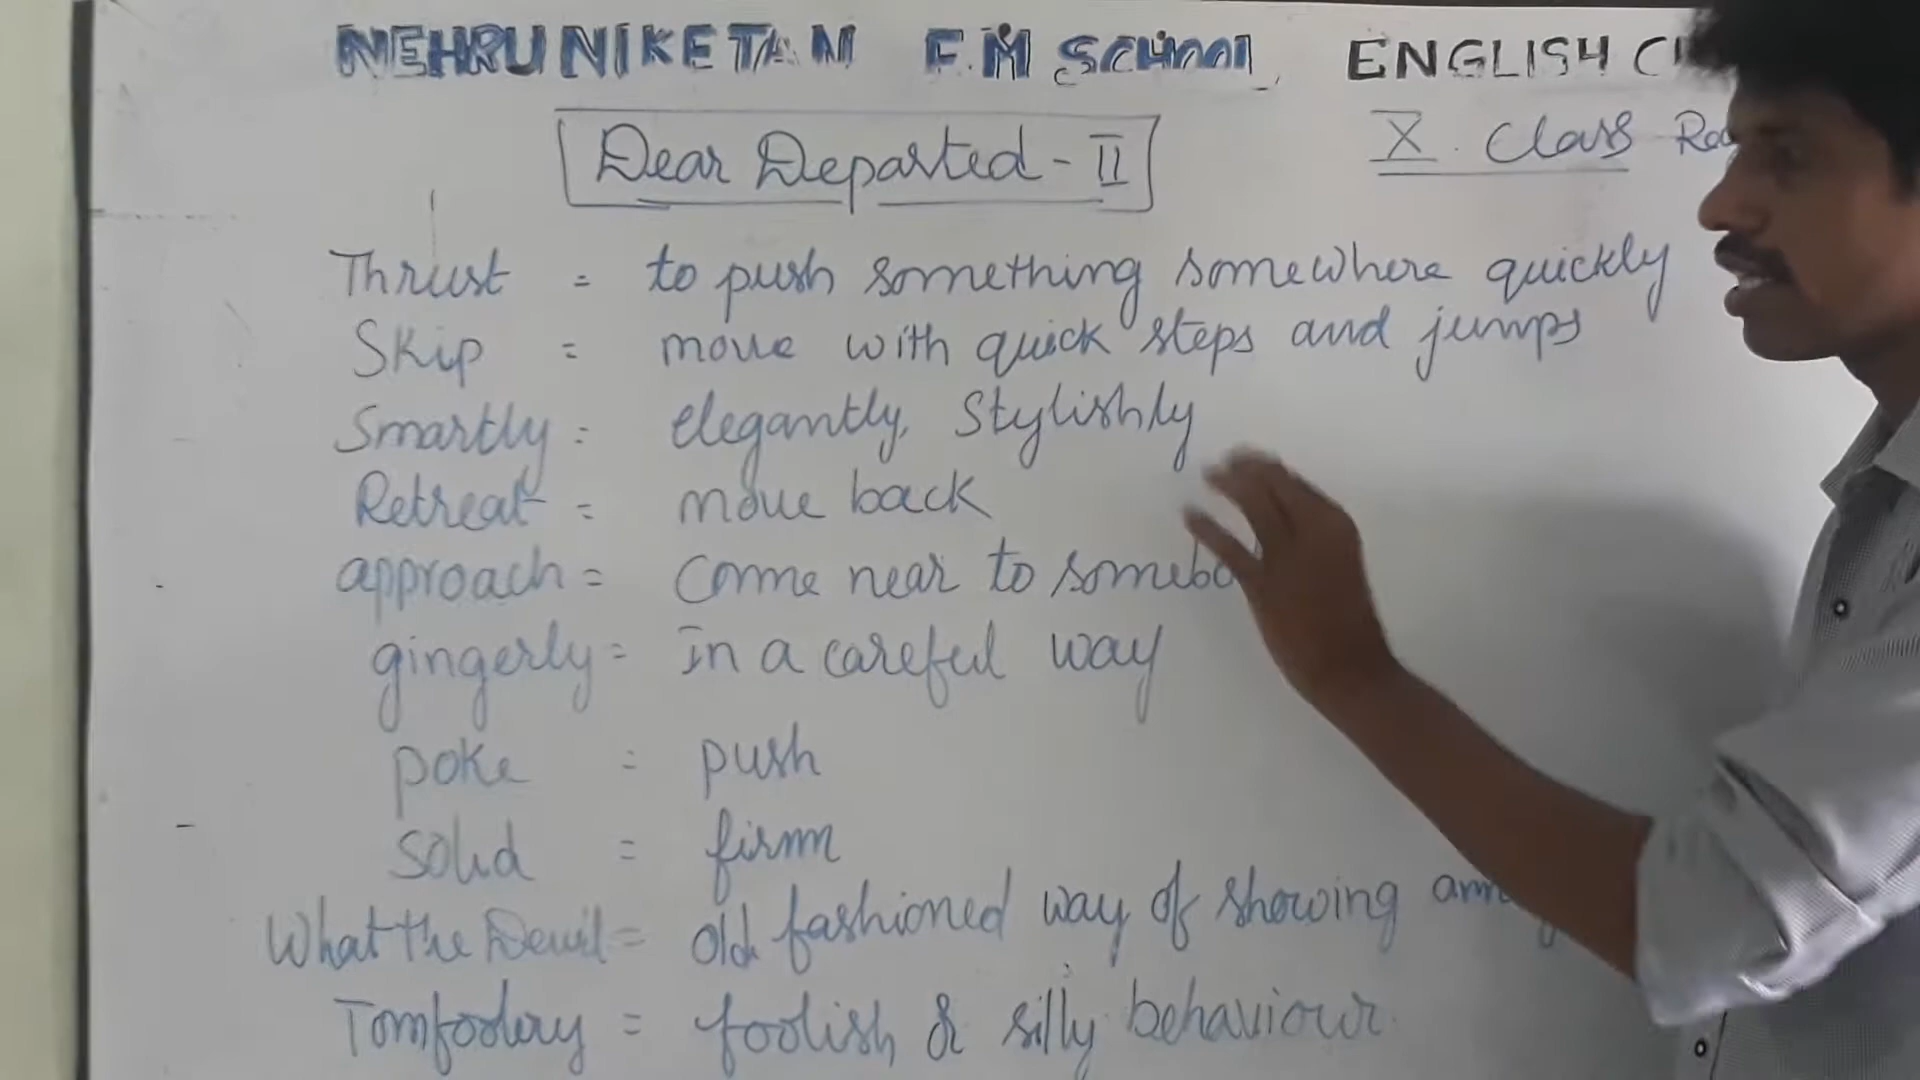 NEHRU NIKETAN E.M SCHOOL ENGLISH
Dear Departed - II X Class
Thrust = to push something somewhere quickly
Skip = move with quick steps and jumps
Smartly = elegantly, Stylishly
Retreat = move back
approach = Come near to
gingerly = In a careful way
poke = push
solid = firm
What the Devil = old fashioned way of showing
Tomfoolery = foolish & silly behaviour